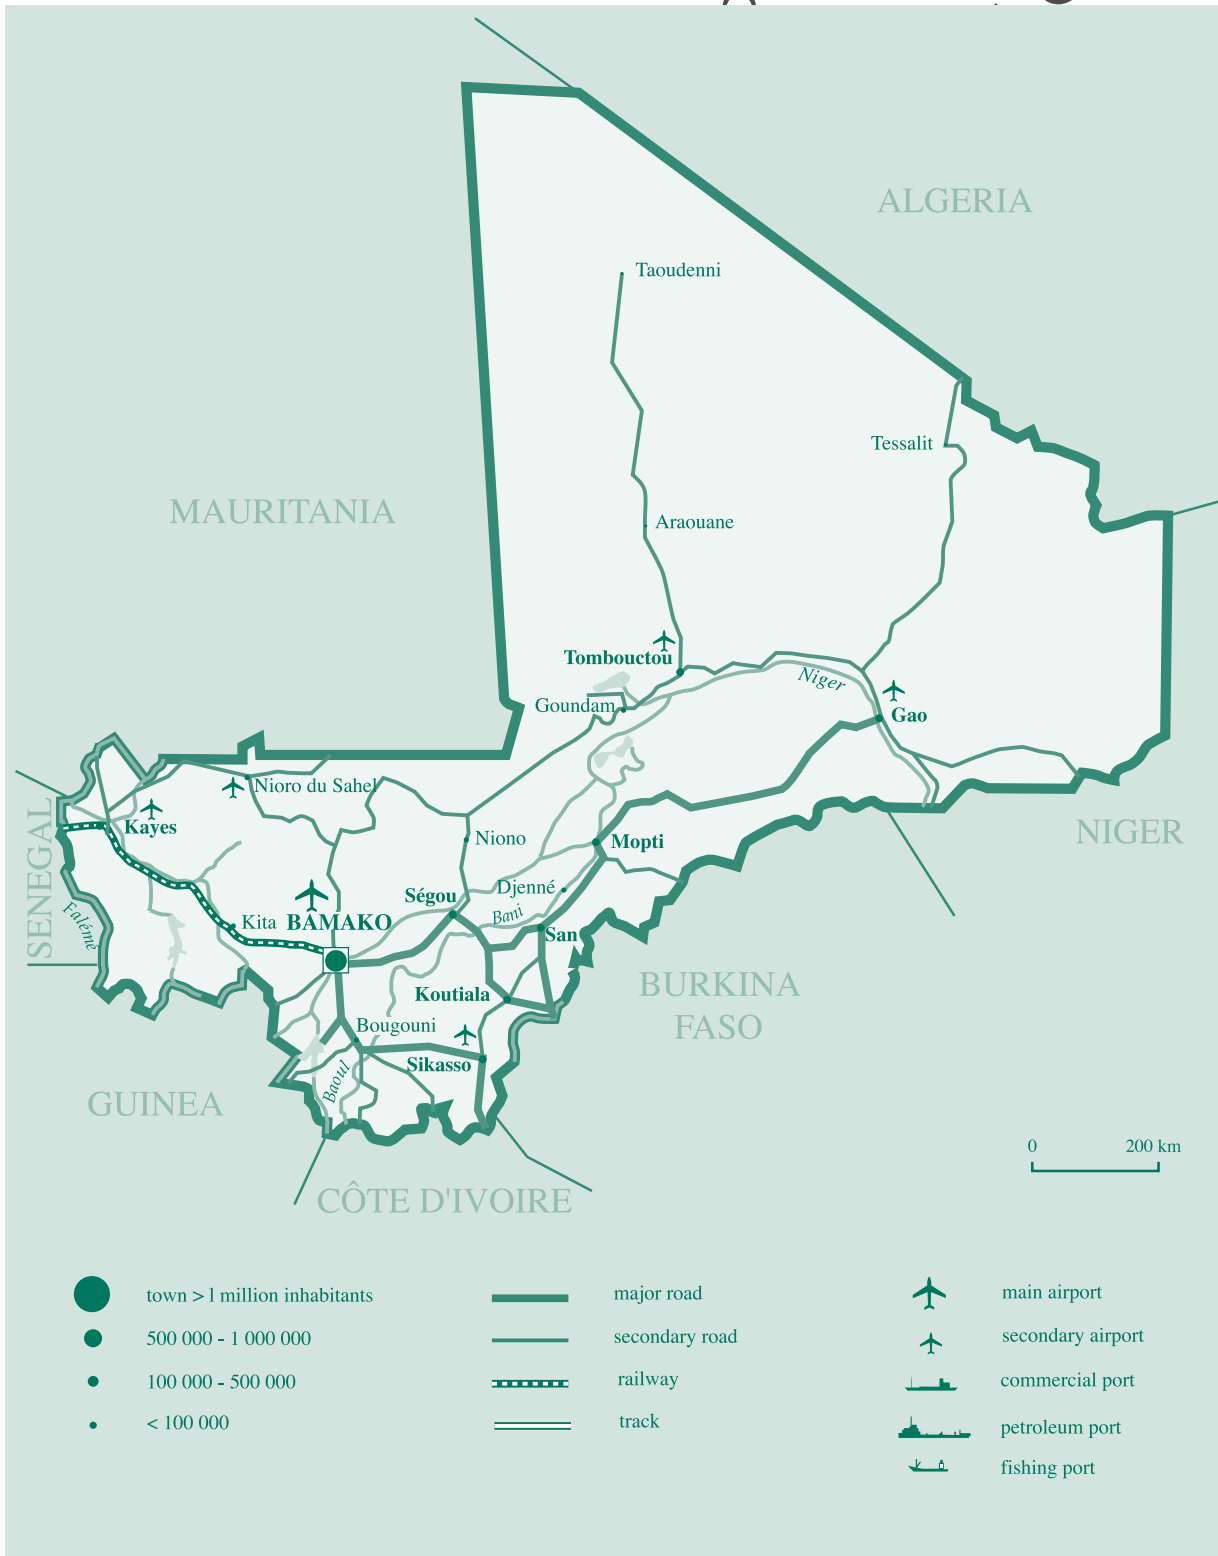 ALGERIA
Taoudenni
Tessalit
MAURITANIA
Araouane
Tombouctou
Niger
Goundam
Gao
Nioro du Sahel
Kayes
NIGER
Niono
Mopti
SENEGAL
Ségou
Djenné
Falémé
Kita
BAMAKO
Bani
San
BURKINA
FASO
Koutiala
Bougouni
Sikasso
Baoul
GUINEA
0 200 km
CÔTE D'IVOIRE
town > 1 million inhabitants
major road
main airport
500 000 - 1 000 000
secondary road
secondary airport
100 000 - 500 000
railway
commercial port
< 100 000
track
petroleum port
fishing port